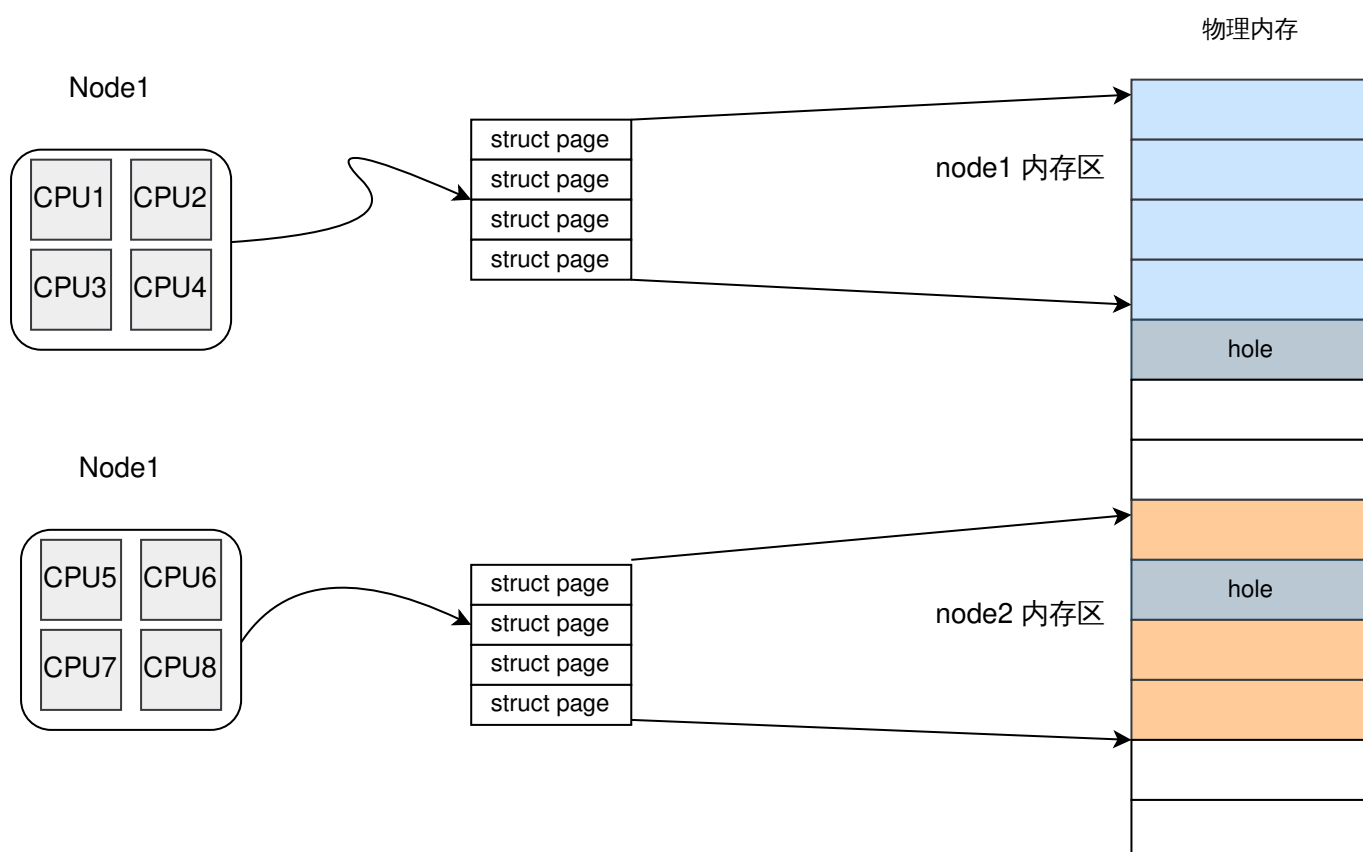 物理内存
Node1
CPU1 CPU2
CPU3 CPU4
struct page
struct page
struct page
struct page
node1 内存区
hole
Node1
CPU5 CPU6
CPU7 CPU8
struct page
struct page
struct page
struct page
node2 内存区
hole